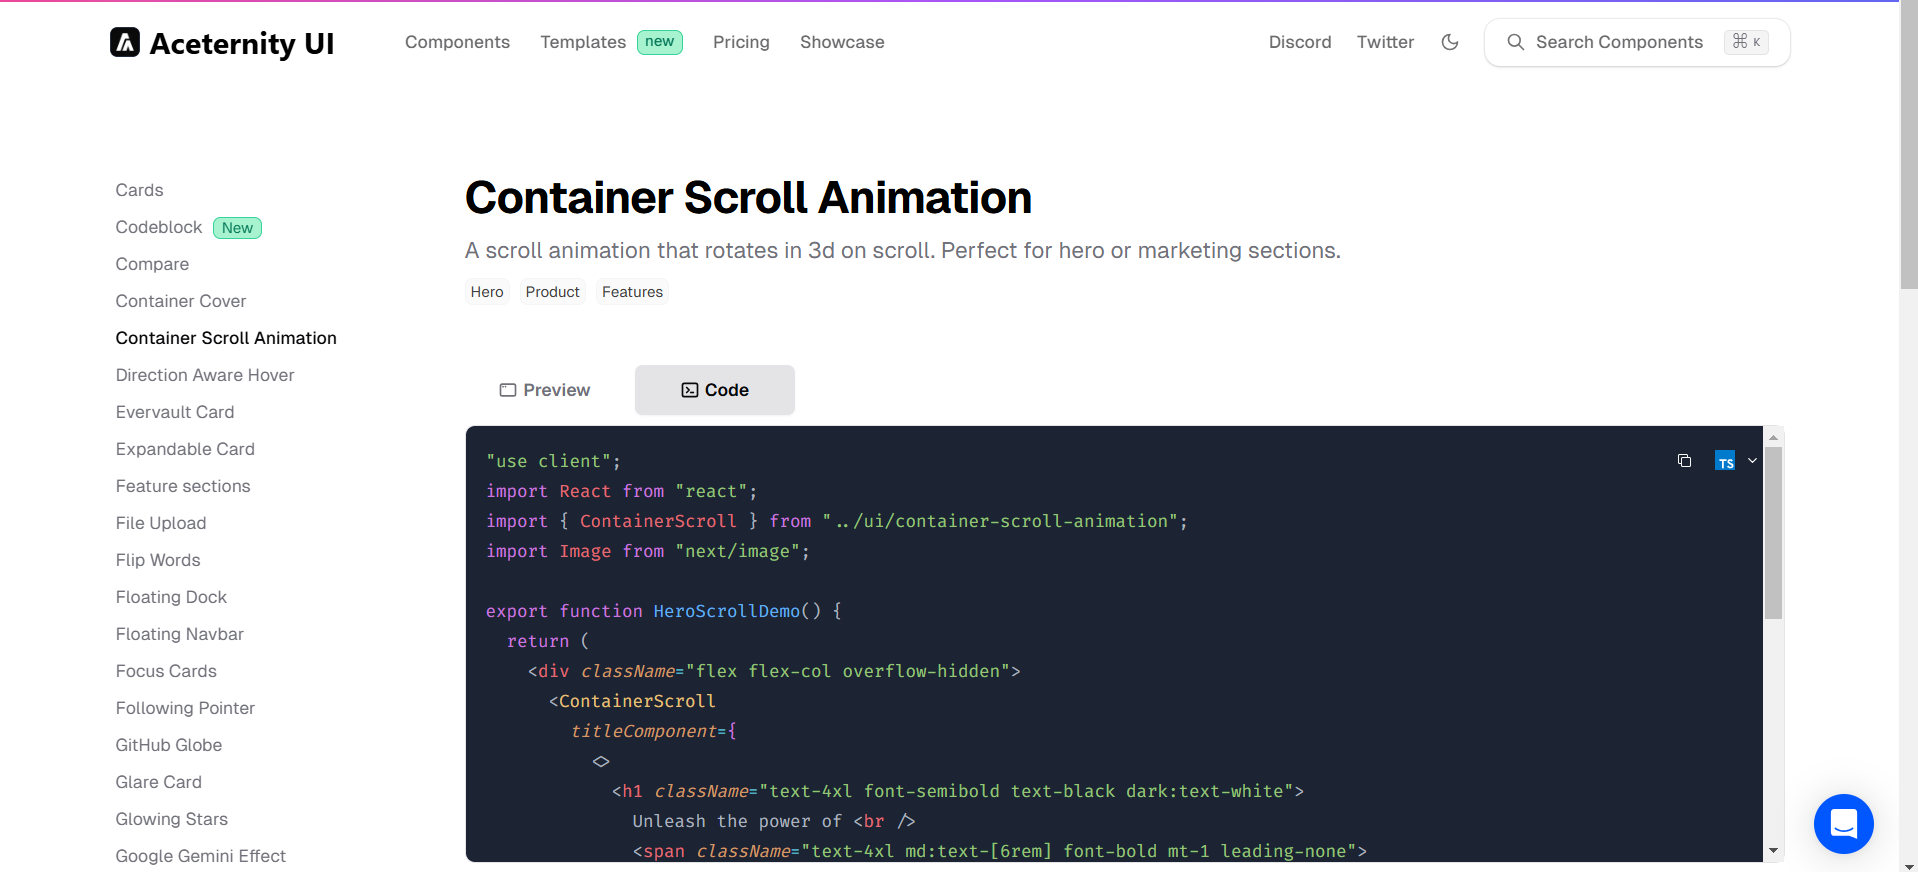 Aceternity UI
Components
Templates new
Pricing
Showcase
Discord
Twitter
Search Components ⌘ K
Cards
Codeblock New
Compare
Container Cover
Container Scroll Animation
Direction Aware Hover
Evervault Card
Expandable Card
Feature sections
File Upload
Flip Words
Floating Dock
Floating Navbar
Focus Cards
Following Pointer
GitHub Globe
Glare Card
Glowing Stars
Google Gemini Effect
Container Scroll Animation
A scroll animation that rotates in 3d on scroll. Perfect for hero or marketing sections.
Hero Product Features
Preview Code
TS
"use client";
import React from "react";
import { ContainerScroll } from "../ui/container-scroll-animation";
import Image from "next/image";
export function HeroScrollDemo() {
return (
<div className="flex flex-col overflow-hidden">
<ContainerScroll
titleComponent={
<>
<h1 className="text-4xl font-semibold text-black dark:text-white">
Unleash the power of <br />
<span className="text-4xl md:text-[6rem] font-bold mt-1 leading-none">